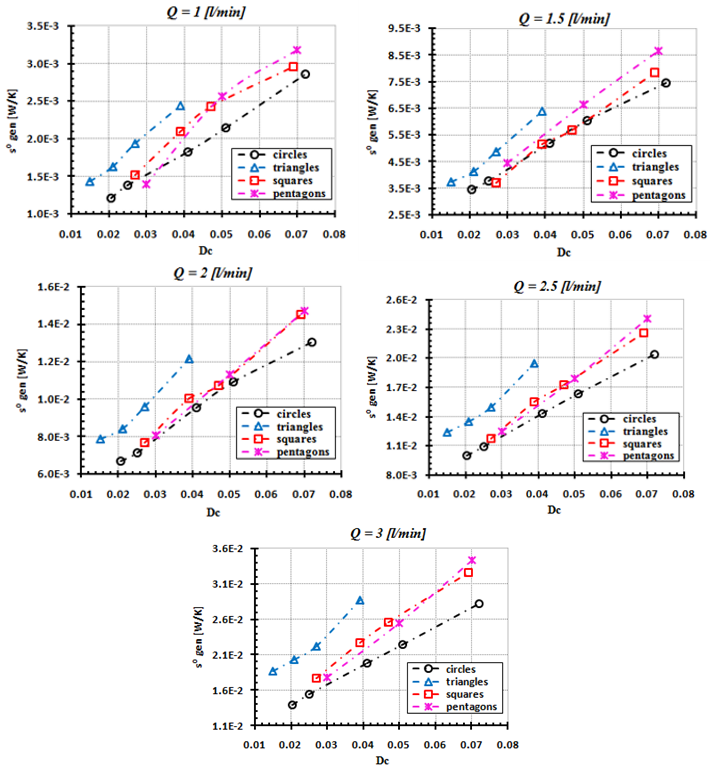 Q = 1 [l/min]
3.5E-3
3.0E-3
2.5E-3
2.0E-3
1.5E-3
1.0E-3
s° gen [W/K]
circles
triangles
squares
pentagons
0.01 0.02 0.03 0.04 0.05 0.06 0.07 0.08
Dc
Q = 1.5 [l/min]
9.5E-3
8.5E-3
7.5E-3
6.5E-3
5.5E-3
4.5E-3
3.5E-3
2.5E-3
s° gen [W/K]
circles
triangles
squares
pentagons
0.01 0.02 0.03 0.04 0.05 0.06 0.07 0.08
Dc
Q = 2 [l/min]
1.6E-2
1.4E-2
1.2E-2
1.0E-2
8.0E-3
6.0E-3
s° gen [W/K]
circles
triangles
squares
pentagons
0.01 0.02 0.03 0.04 0.05 0.06 0.07 0.08
Dc
Q = 2.5 [l/min]
2.6E-2
2.3E-2
2.0E-2
1.7E-2
1.4E-2
1.1E-2
8.0E-3
s° gen [W/K]
circles
triangles
squares
pentagons
0.01 0.02 0.03 0.04 0.05 0.06 0.07 0.08
Dc
Q = 3 [l/min]
3.6E-2
3.1E-2
2.6E-2
2.1E-2
1.6E-2
1.1E-2
s° gen [W/K]
circles
triangles
squares
pentagons
0.01 0.02 0.03 0.04 0.05 0.06 0.07 0.08
Dc